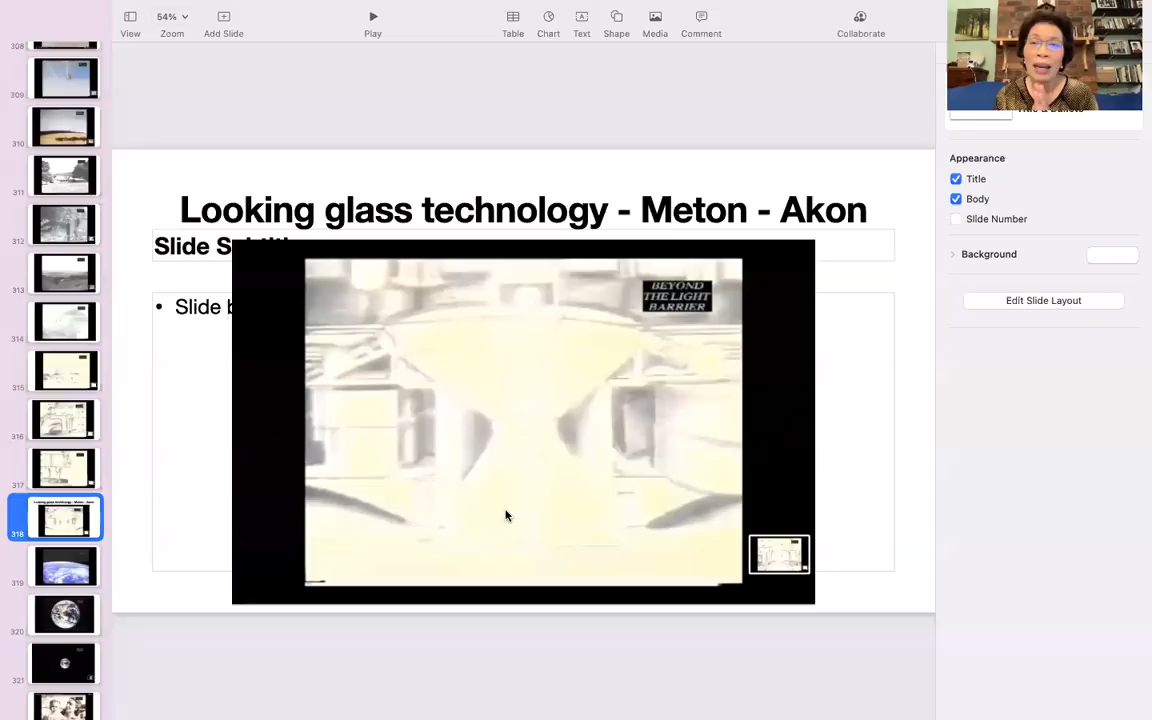 54%
View
Zoom
Add Slide
Play
Table
Chart
Text
Shape
Media
Comment
Collaborate
308
309
310
311
312
313
314
315
316
317
318
319
320
321
Looking glass technology - Meton - Akon
Slide
BEYOND
THE LIGHT
BARRIER
• Slide
Appearance
Title
Body
Slide Number
Background
Edit Slide Layout